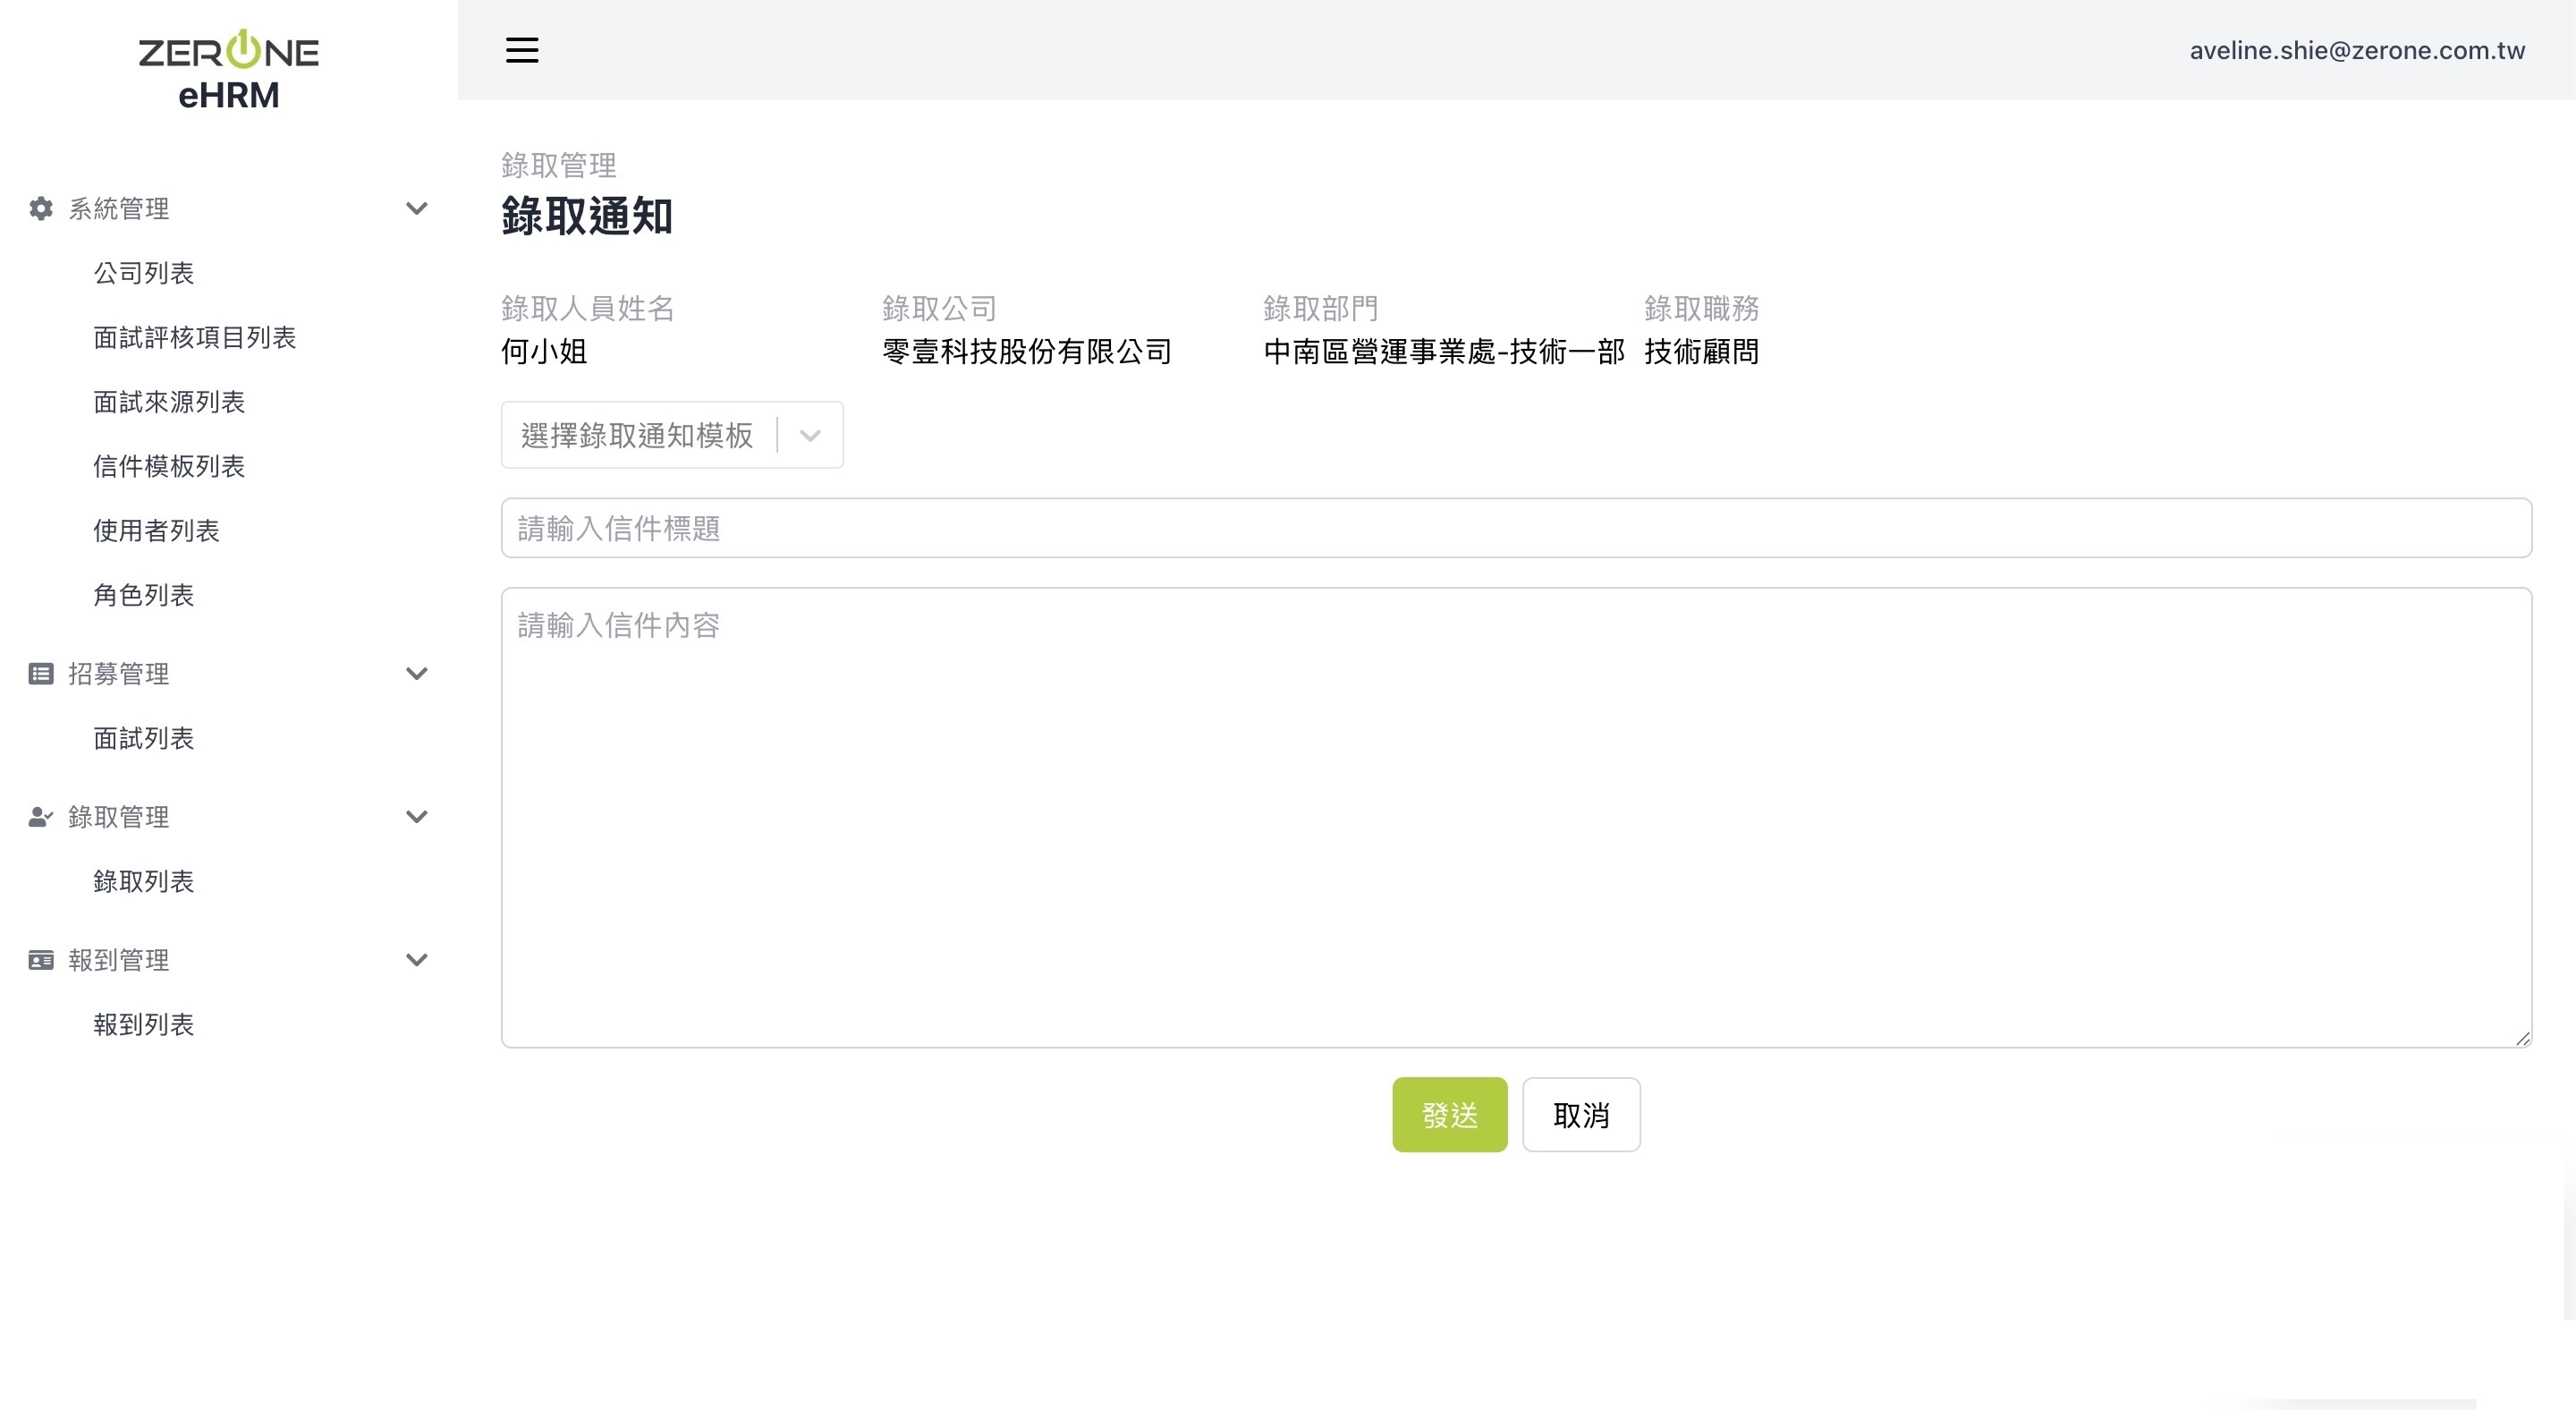 ZERONE
eHRM
系統管理
公司列表
面試評核項目列表
面試來源列表
信件模板列表
使用者列表
角色列表
招募管理
面試列表
錄取管理
錄取列表
報到管理
報到列表
aveline.shie@zerone.com.tw
錄取管理
錄取通知
錄取人員姓名 錄取公司 錄取部門 錄取職務
何小姐 零壹科技股份有限公司 中南區營運事業處-技術一部 技術顧問
選擇錄取通知模板
請輸入信件標題
請輸入信件內容
發送 取消